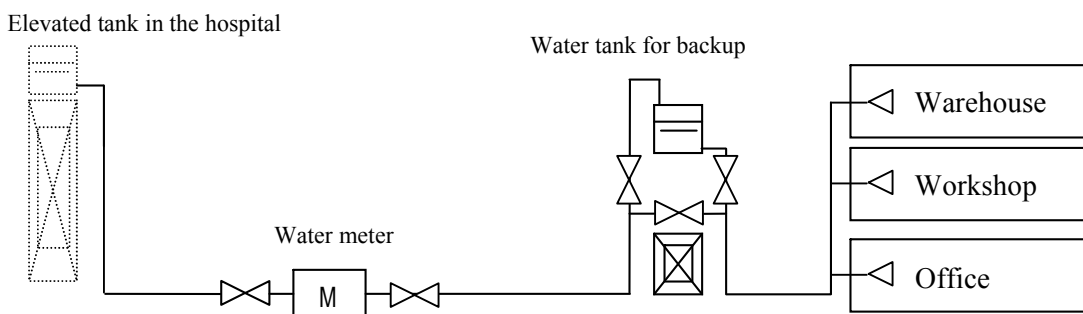 Elevated tank in the hospital
Water tank for backup
Warehouse
Workshop
Water meter
M
Office